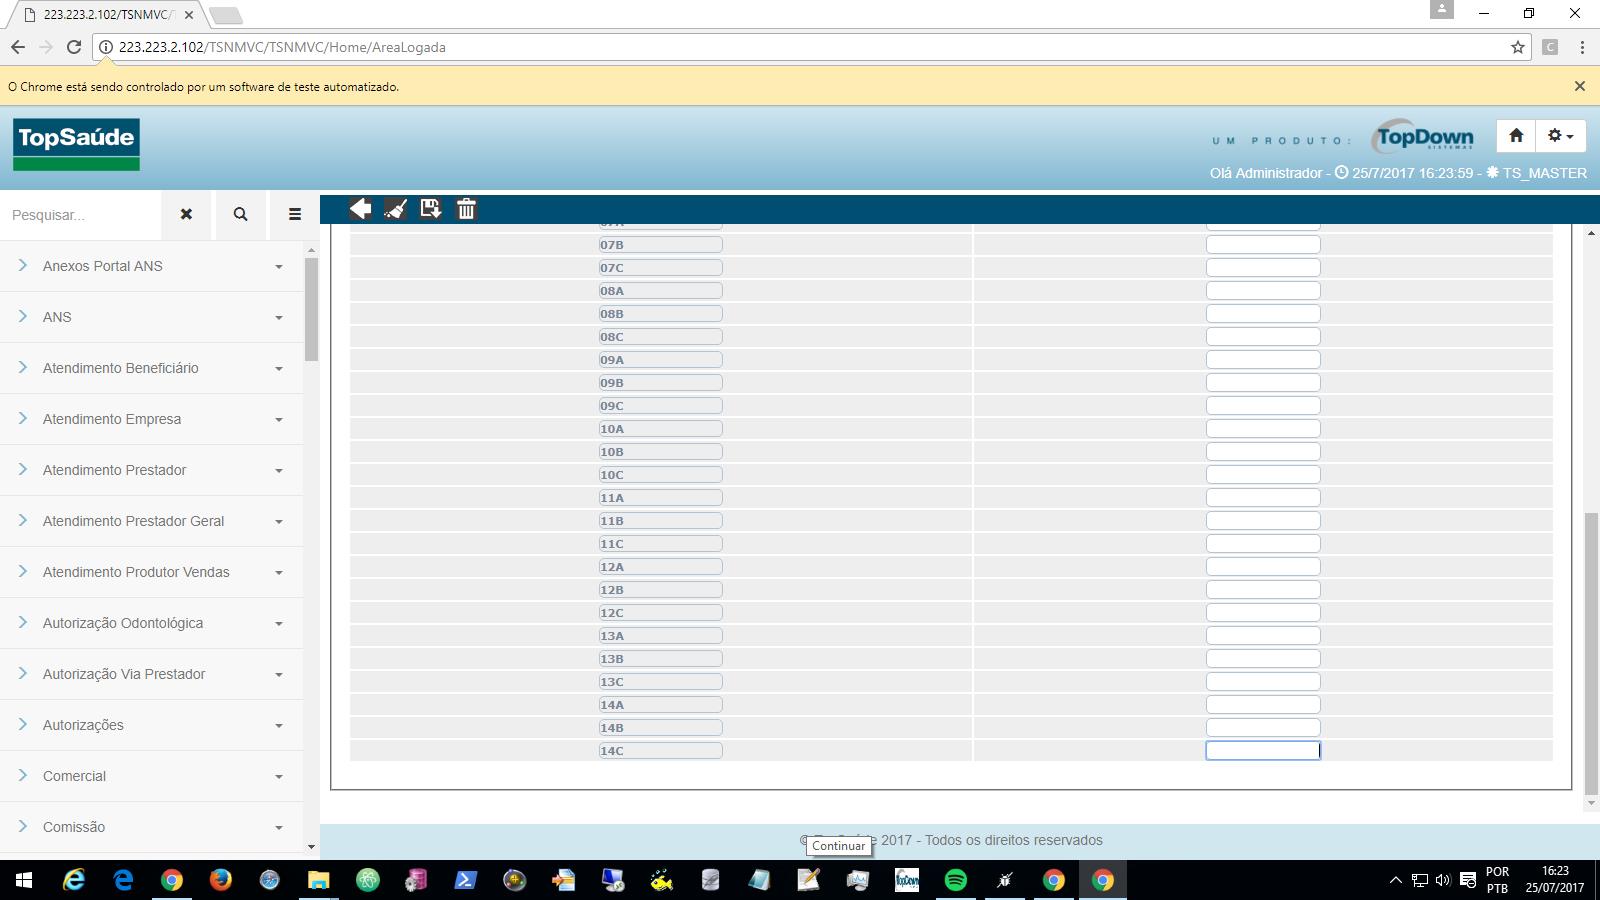 223.223.2.102/TSNMVC/T
223.223.2.102/TSNMVC/TSNMVC/Home/AreaLogada
C
O Chrome está sendo controlado por um software de teste automatizado.
TopSaúde
UM PRODUTO:
TopDown
SISTEMAS
Olá Administrador - 25/7/2017 16:23:59 - TS_MASTER
Pesquisar...
Anexos Portal ANS
ANS
Atendimento Beneficiário
Atendimento Empresa
Atendimento Prestador
Atendimento Prestador Geral
Atendimento Produtor Vendas
Autorização Odontológica
Autorização Via Prestador
Autorizações
Comercial
Comissão
07B
07C
08A
08B
08C
09A
09B
09C
10A
10B
10C
11A
11B
11C
12A
12B
12C
13A
13B
13C
14A
14B
14C
© 2017 - Todos os direitos reservados
Continuar
TopDown
POR
PTB
16:23
25/07/2017